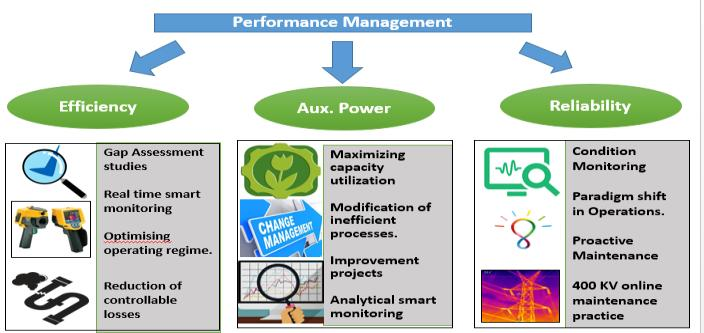 Performance Management
Efficiency
Aux. Power
Reliability
Gap Assessment
studies
Real time smart
monitoring
Optimising
operating regime.
Reduction of
controllable
losses
CHANGE
MANAGEMENT
Maximizing
capacity
utilization
Modification of
inefficient
processes.
Improvement
projects
Analytical smart
monitoring
Condition
Monitoring
Paradigm shift
in Operations.
Proactive
Maintenance
400 KV online
maintenance
practice